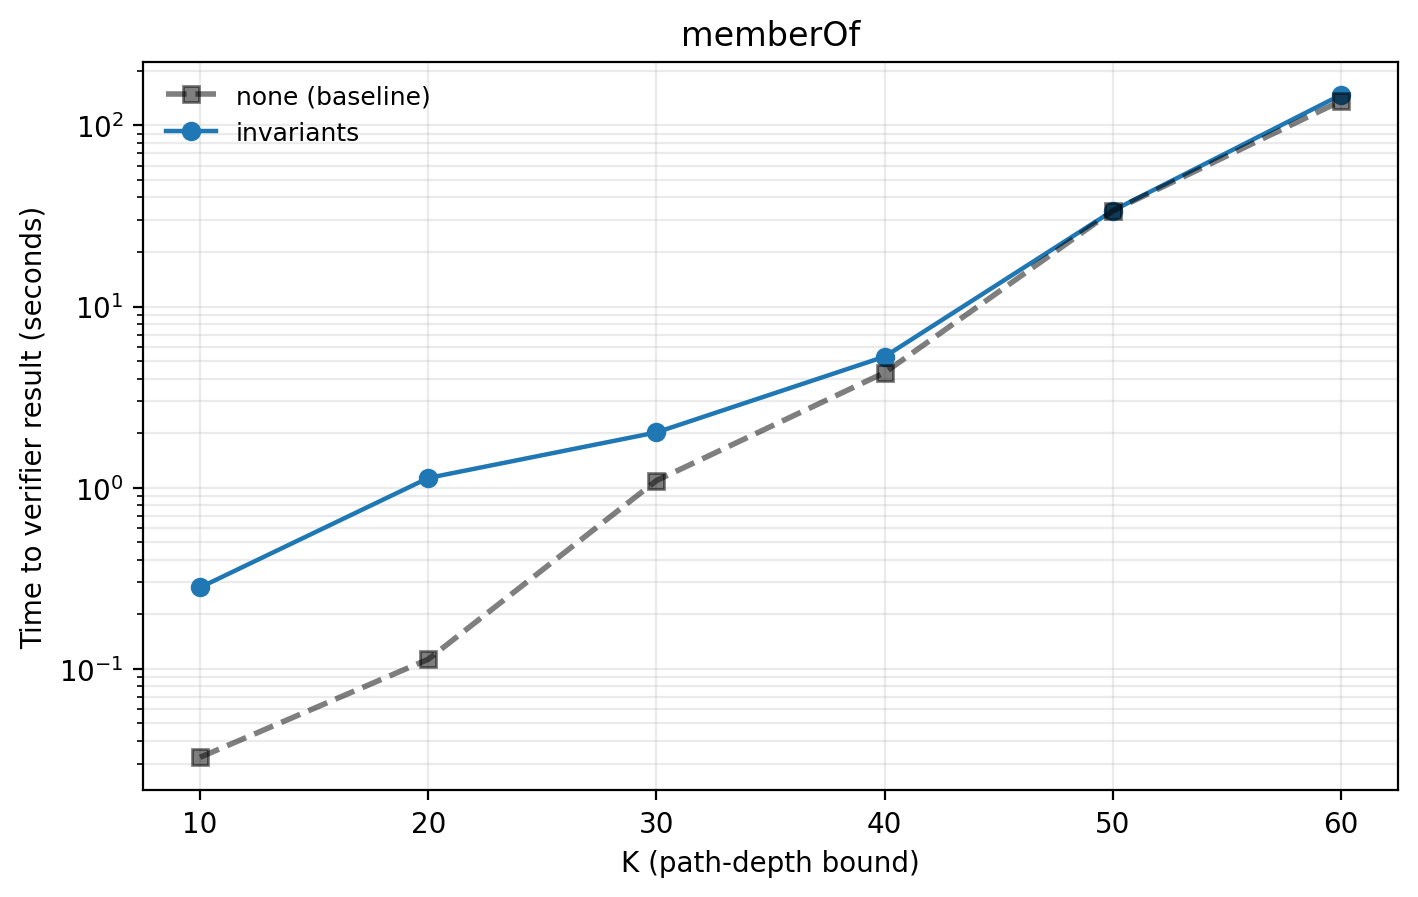 memberOf
none (baseline)
invariants
Time to verifier result (seconds)
10²
10¹
10⁰
10⁻¹
10 20 30 40 50 60
K (path-depth bound)